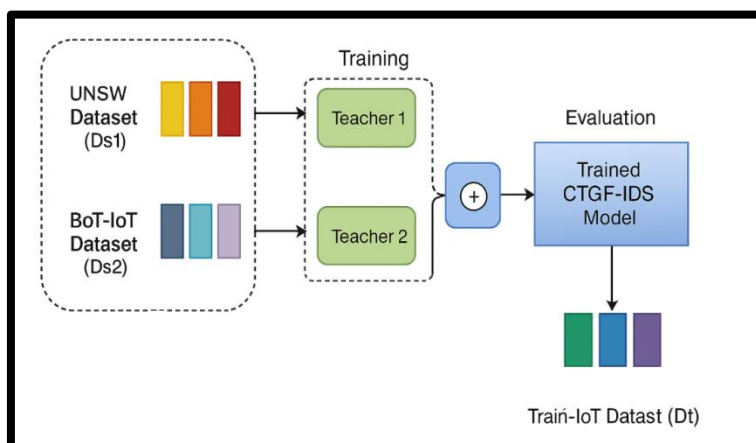 Training
UNSW
Dataset
(Ds1)
Teacher 1
BoT-IoT
Dataset
(Ds2)
Teacher 2
+
Evaluation
Trained
CTGF-IDS
Model
Train-IoT Datast (Dt)